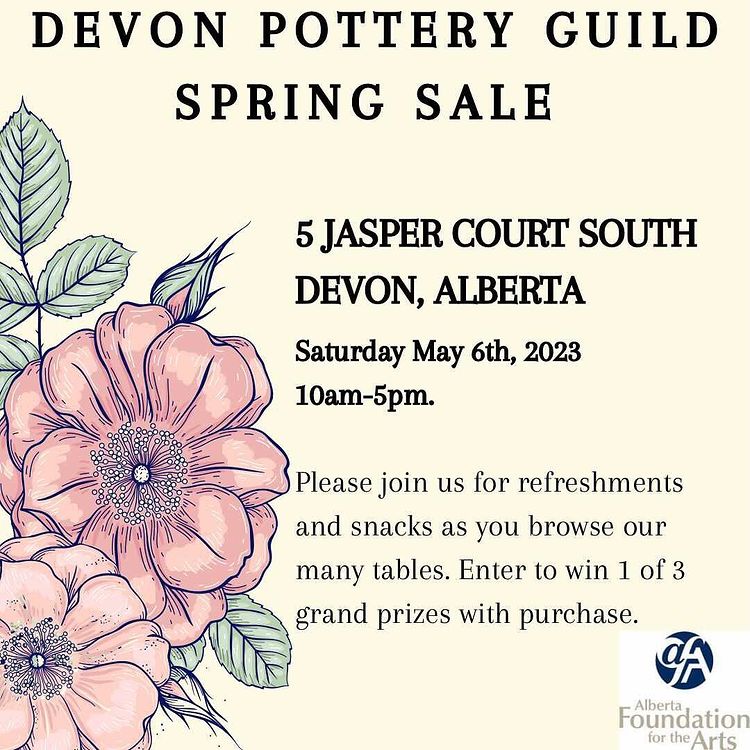 DEVON POTTERY GUILD
SPRING SALE
5 JASPER COURT SOUTH
DEVON, ALBERTA
Saturday May 6th, 2023
10am-5pm.
Please join us for refreshments
and snacks as you browse our
many tables. Enter to win 1 of 3
grand prizes with purchase.
afA
Alberta
Foundation
for the Arts